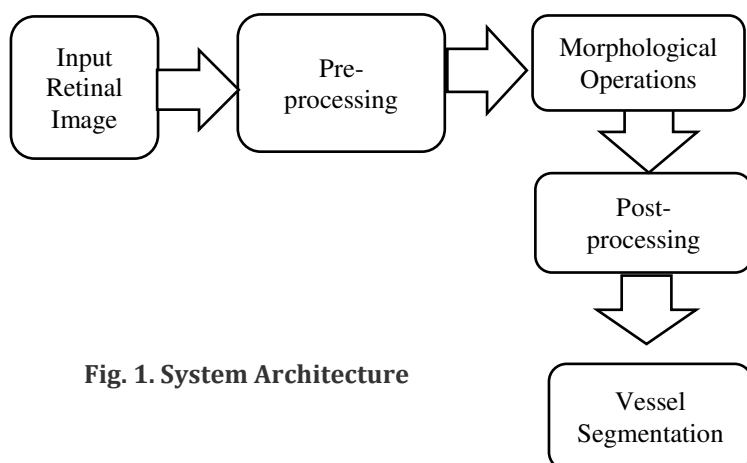 Input
Retinal
Image
Pre-
processing
Morphological
Operations
Post-
processing
Fig. 1. System Architecture
Vessel
Segmentation